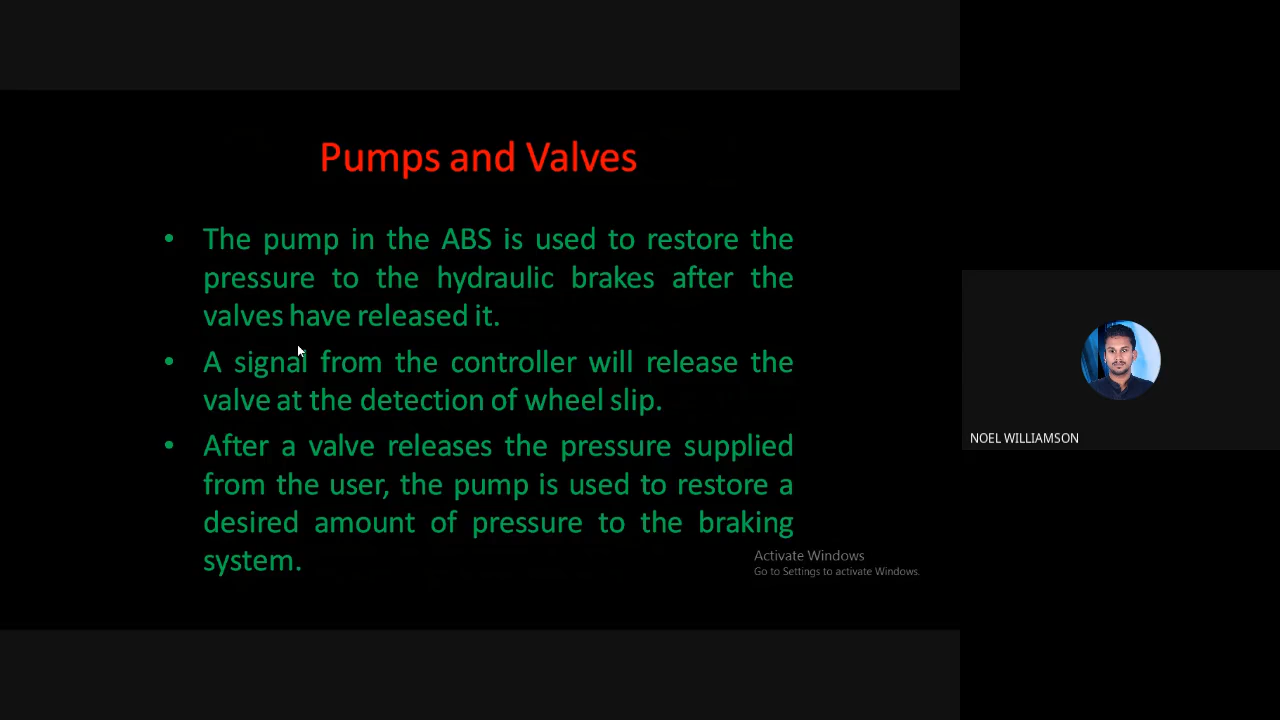 Pumps and Valves
• The pump in the ABS is used to restore the
pressure to the hydraulic brakes after the
valves have released it.
• A signal from the controller will release the
valve at the detection of wheel slip.
• After a valve releases the pressure supplied
from the user, the pump is used to restore a
desired amount of pressure to the braking
system.
Activate Windows
Go to Settings to activate Windows.
NOEL WILLIAMSON